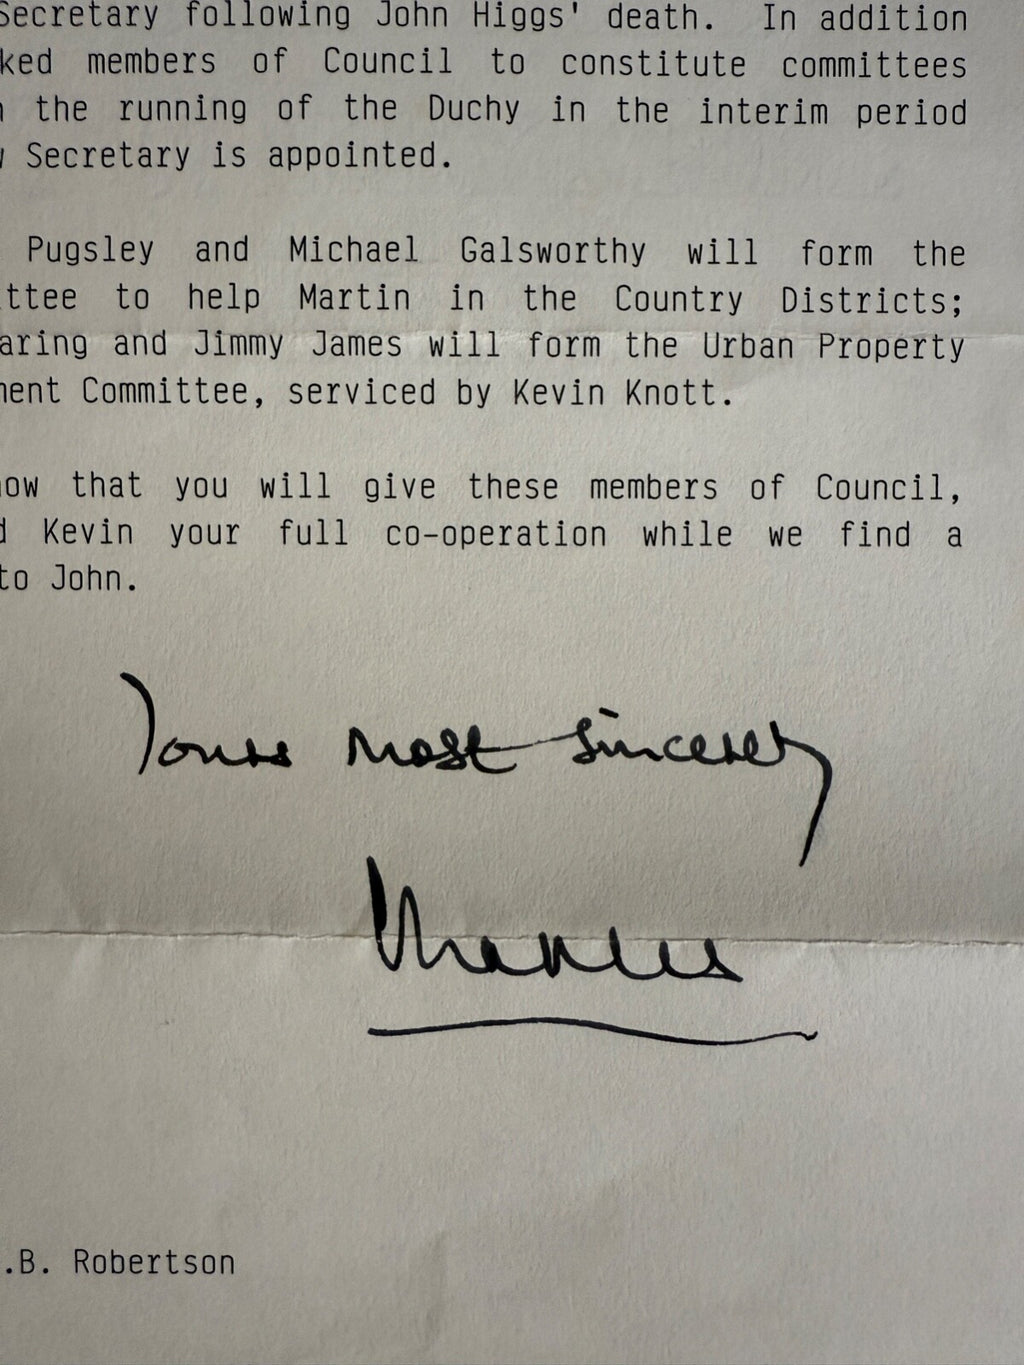 Secretary following John Higgs' death. In addition
ked members of Council to constitute committees
the running of the Duchy in the interim period
Secretary is appointed.
Pugsley and Michael Galsworthy will form the
ttee to help Martin in the Country Districts;
aring and Jimmy James will form the Urban Property
ment Committee, serviced by Kevin Knott.
ow that you will give these members of Council,
d Kevin your full co-operation while we find a
to John.
Yours most sincerely
Charles
.B. Robertson